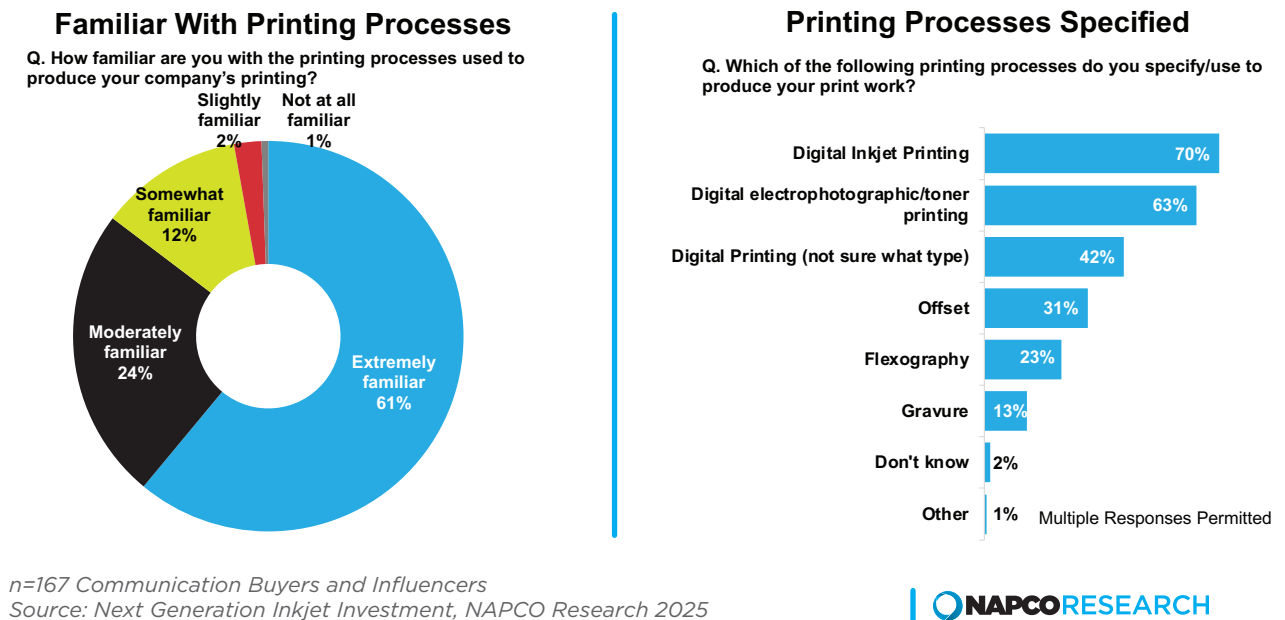 Familiar With Printing Processes
Q. How familiar are you with the printing processes used to
produce your company's printing?
Slightly
familiar
2%
Not at all
familiar
1%
Somewhat
familiar
12%
Moderately
familiar
24%
Extremely
familiar
61%
Printing Processes Specified
Q. Which of the following printing processes do you specify/use to
produce your print work?
Digital Inkjet Printing
70%
Digital electrophotographic/toner
printing
63%
Digital Printing (not sure what type)
42%
Offset
31%
Flexography
23%
Gravure
13%
Don't know
2%
Other
1%
Multiple Responses Permitted
n=167 Communication Buyers and Influencers
Source: Next Generation Inkjet Investment, NAPCO Research 2025
NAPCO RESEARCH